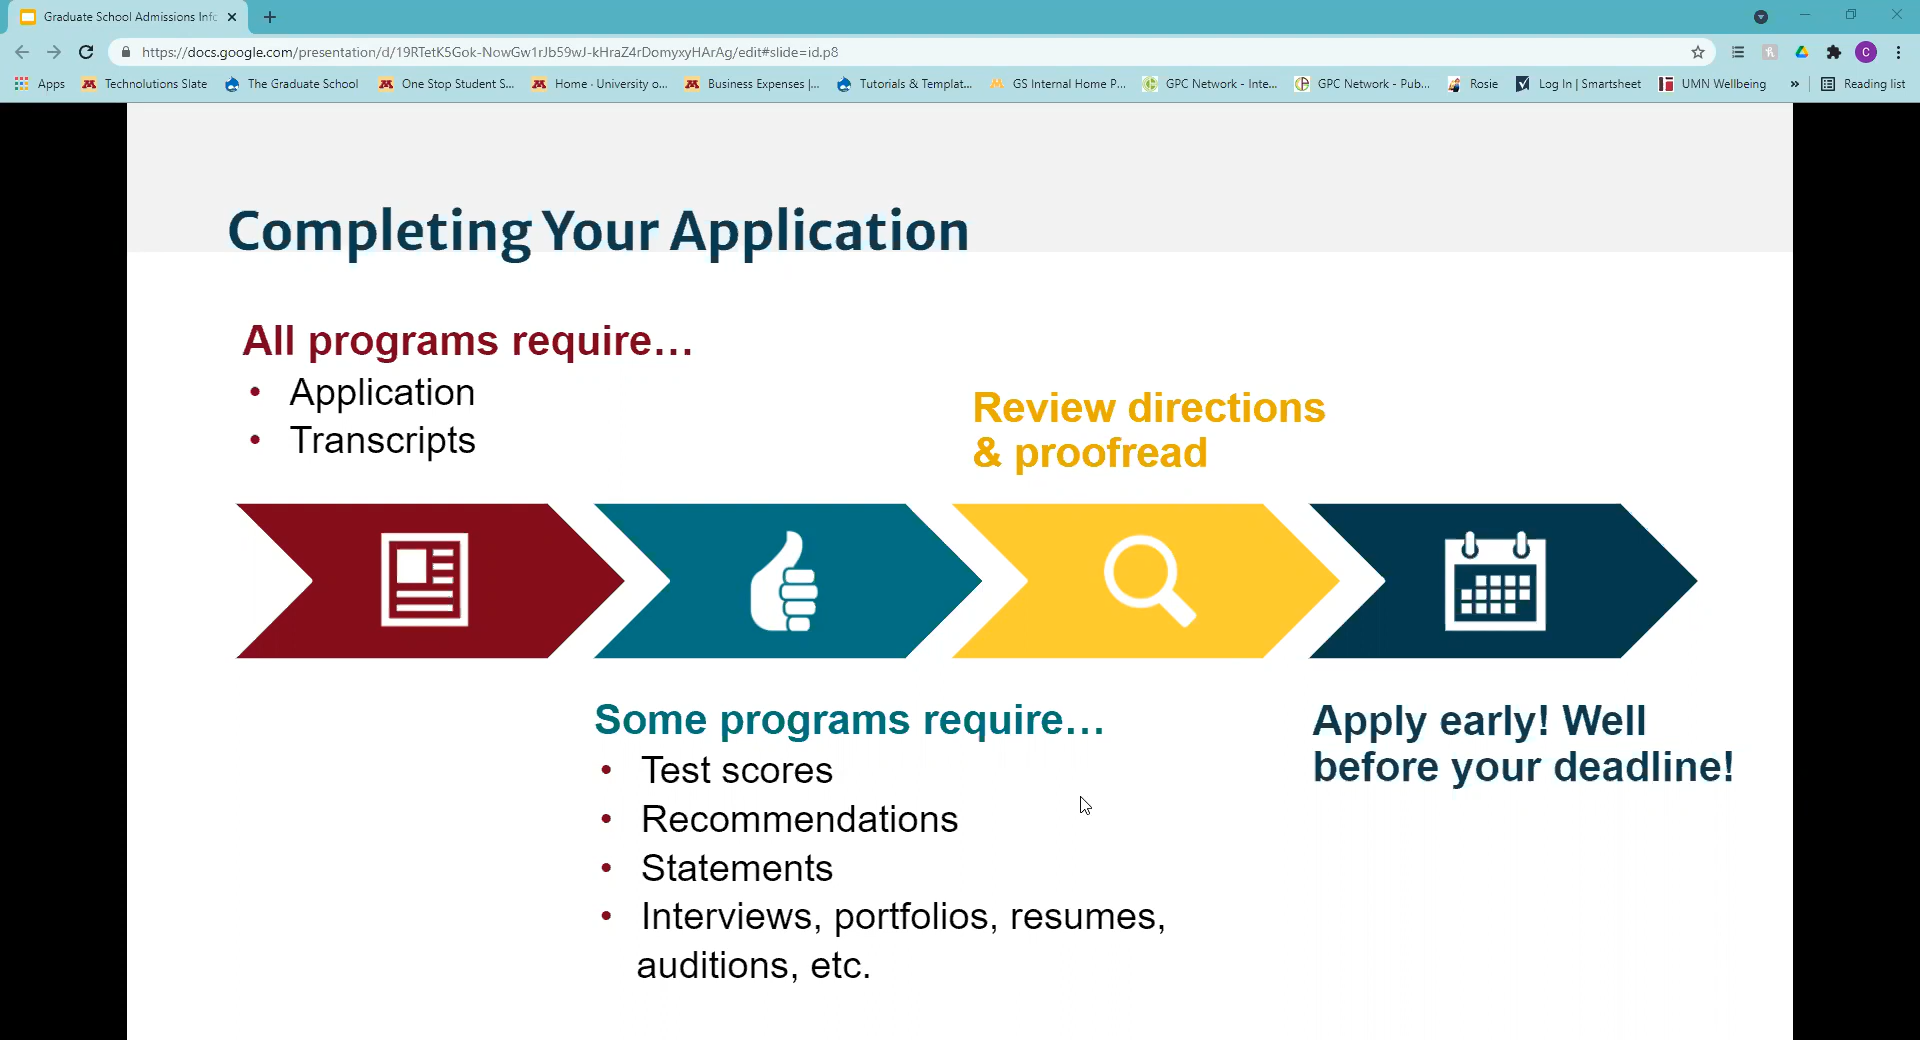 Graduate School Admissions Info
https://docs.google.com/presentation/d/19RTetK5Gok-NowGw1rJb59wJ-kHraZ4rDomyxyHArAg/edit#slide=id.p8
C
Apps Technolutions Slate The Graduate School One Stop Student S... Home - University o... Business Expenses |... Tutorials & Templat... GS Internal Home P... GPC Network - Inte... GPC Network - Pub... Rosie Log In | Smartsheet UMN Wellbeing » Reading list
Completing Your Application
All programs require…
• Application
• Transcripts
Review directions
& proofread
Some programs require…
• Test scores
• Recommendations
• Statements
• Interviews, portfolios, resumes,
auditions, etc.
Apply early! Well
before your deadline!